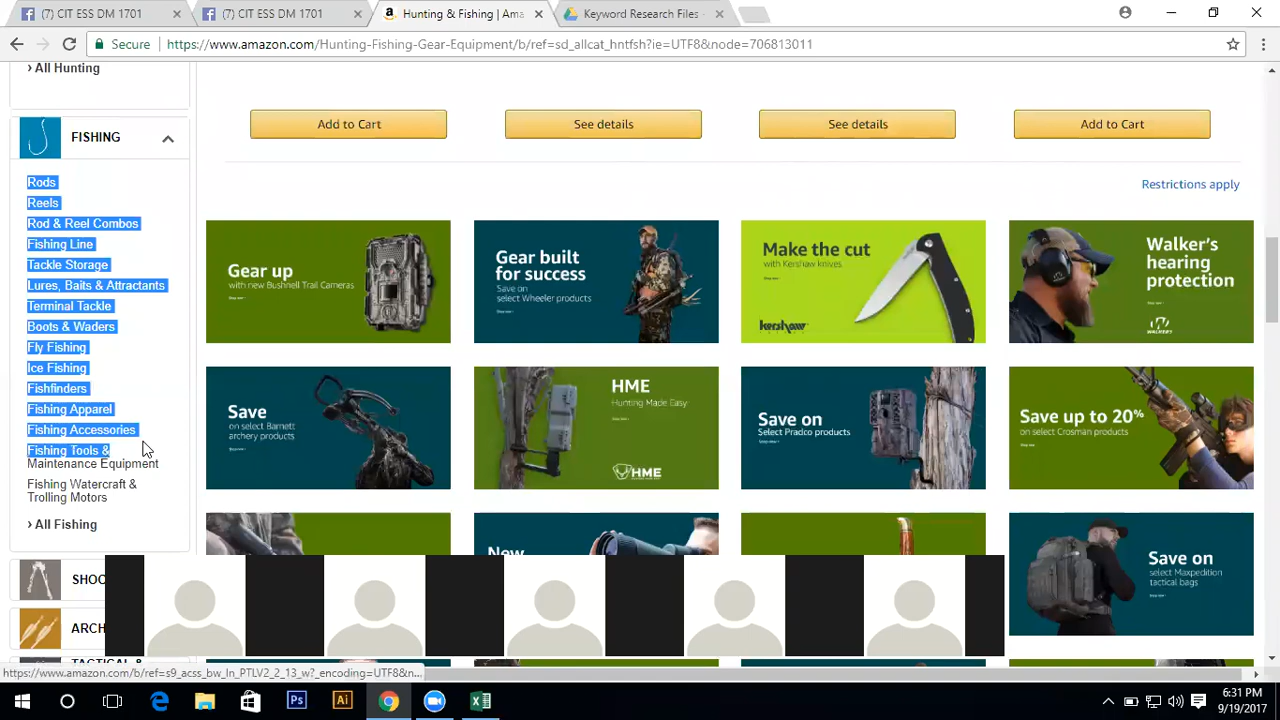 (7) CIT ESS DM 1701
(7) CIT ESS DM 1701
Hunting & Fishing | Ama
Keyword Research Files -
Secure
https://www.amazon.com/Hunting-Fishing-Gear-Equipment/b/ref=sd_allcat_hntfsh?ie=UTF8&node=706813011
› All Hunting
FISHING
Rods
Reels
Rod & Reel Combos
Fishing Line
Tackle Storage
Lures, Baits & Attractants
Terminal Tackle
Boots & Waders
Fly Fishing
Ice Fishing
Fishfinders
Fishing Apparel
Fishing Accessories
Fishing Tools &
Maintenance Equipment
Fishing Watercraft &
Trolling Motors
› All Fishing
SHOO
ARCH
TACTICAL &
Add to Cart
See details
See details
Add to Cart
Restrictions apply
Gear up
with new Bushnell Trail Cameras
Shop now ›
Gear built
for success
Save on
select Wheeler products
Shop now ›
Make the cut
with Kershaw knives
kershaw
Walker's
hearing
protection
WALKER'S
Save
on select Barnett
archery products
HME
Hunting Made Easy
HME
Save on
Select Pradco products
Save up to 20%
on select Crosman products
New
Save on
select Maxpedition
tactical bags
https://www.amazon.com/b/ref=s9_acss_bw_ln_PTLV2_2_13_w?_encoding=UTF8&n...
Ps
Ai
6:31 PM
9/19/2017